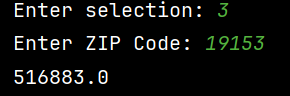 Enter selection: 3
Enter ZIP Code: 19153
516883.0